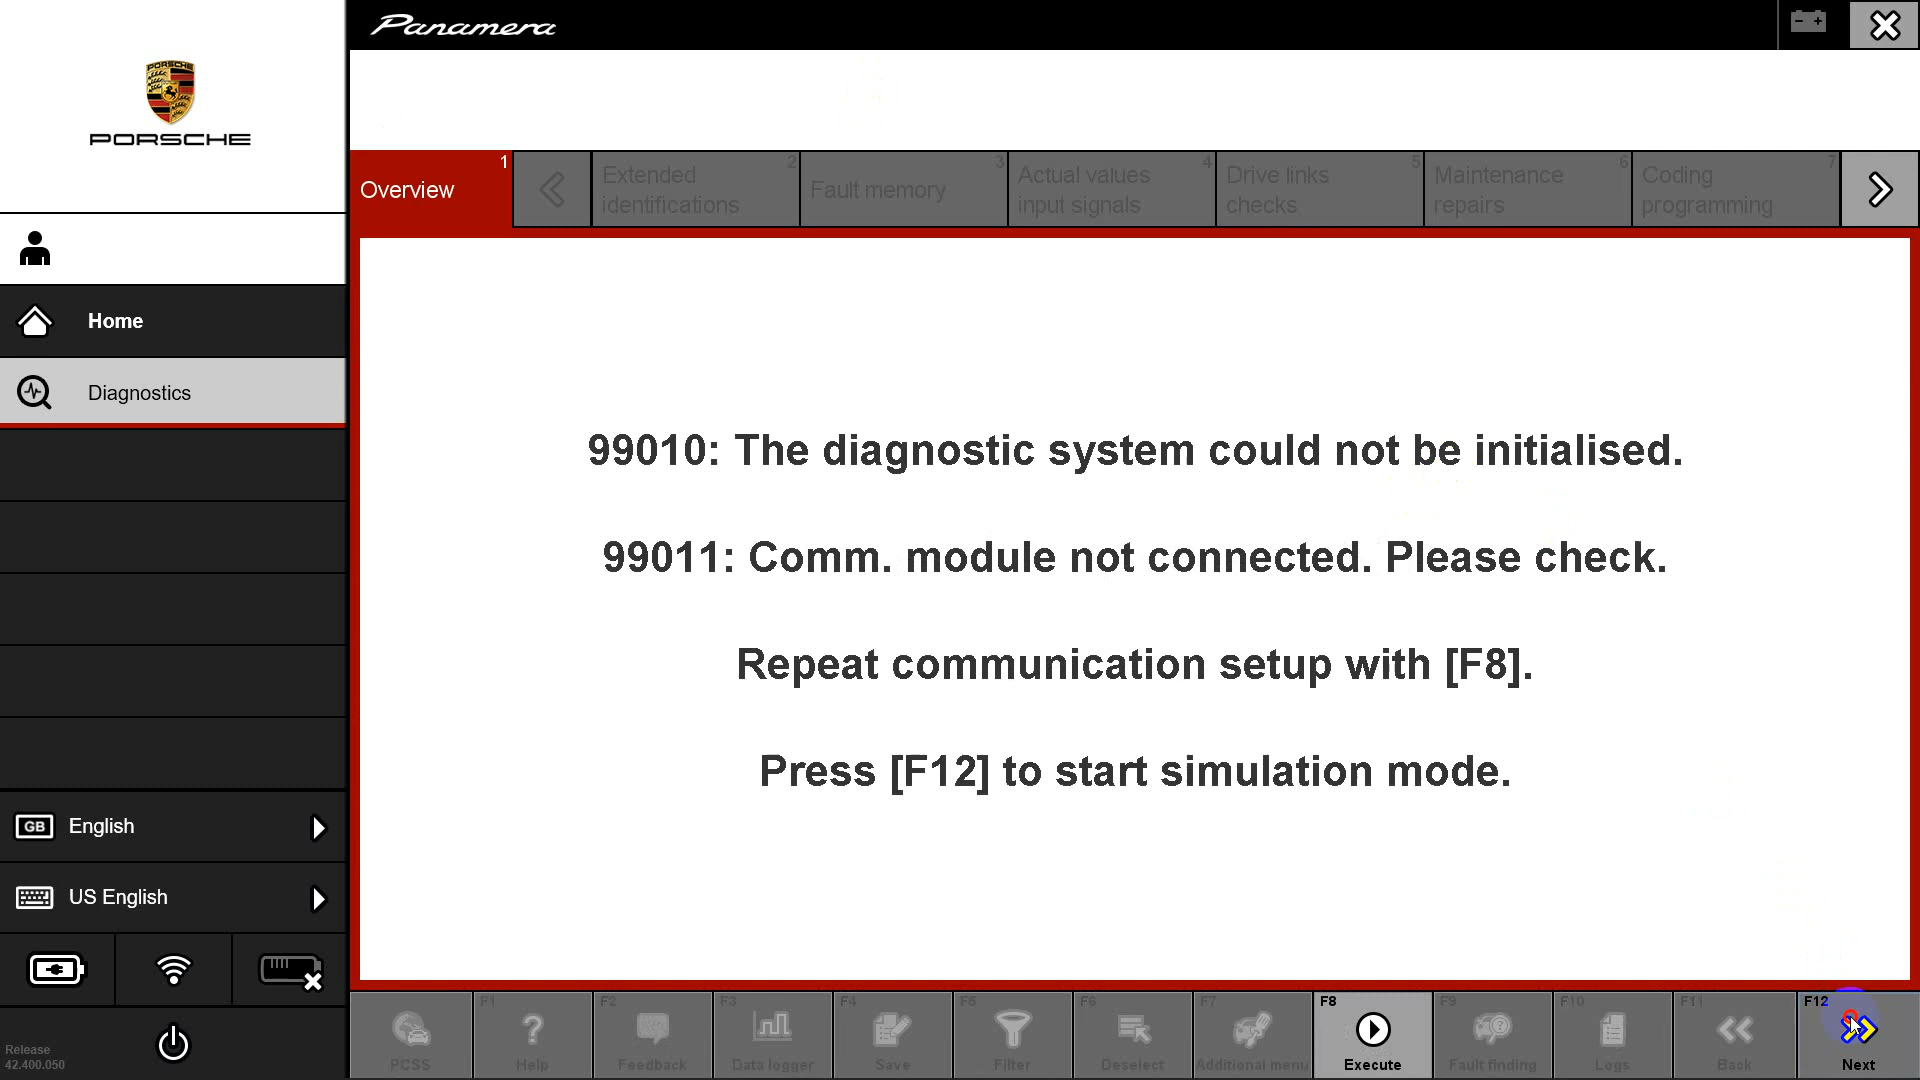 Panamera
PORSCHE
PORSCHE
Overview
1
Extended
identifications
2
Fault memory
3
Actual values
input signals
4
Drive links
checks
5
Maintenance
repairs
6
Coding
programming
7
Home
Diagnostics
99010: The diagnostic system could not be initialised.
99011: Comm. module not connected. Please check.
Repeat communication setup with [F8].
Press [F12] to start simulation mode.
GB
English
US English
Release
42.400.050
PCSS
F1
Help
F2
Feedback
F3
Data logger
F4
Save
F5
Filter
F6
Deselect
F7
Additional menu
F8
Execute
F9
Fault finding
F10
Logs
F11
Back
F12
Next